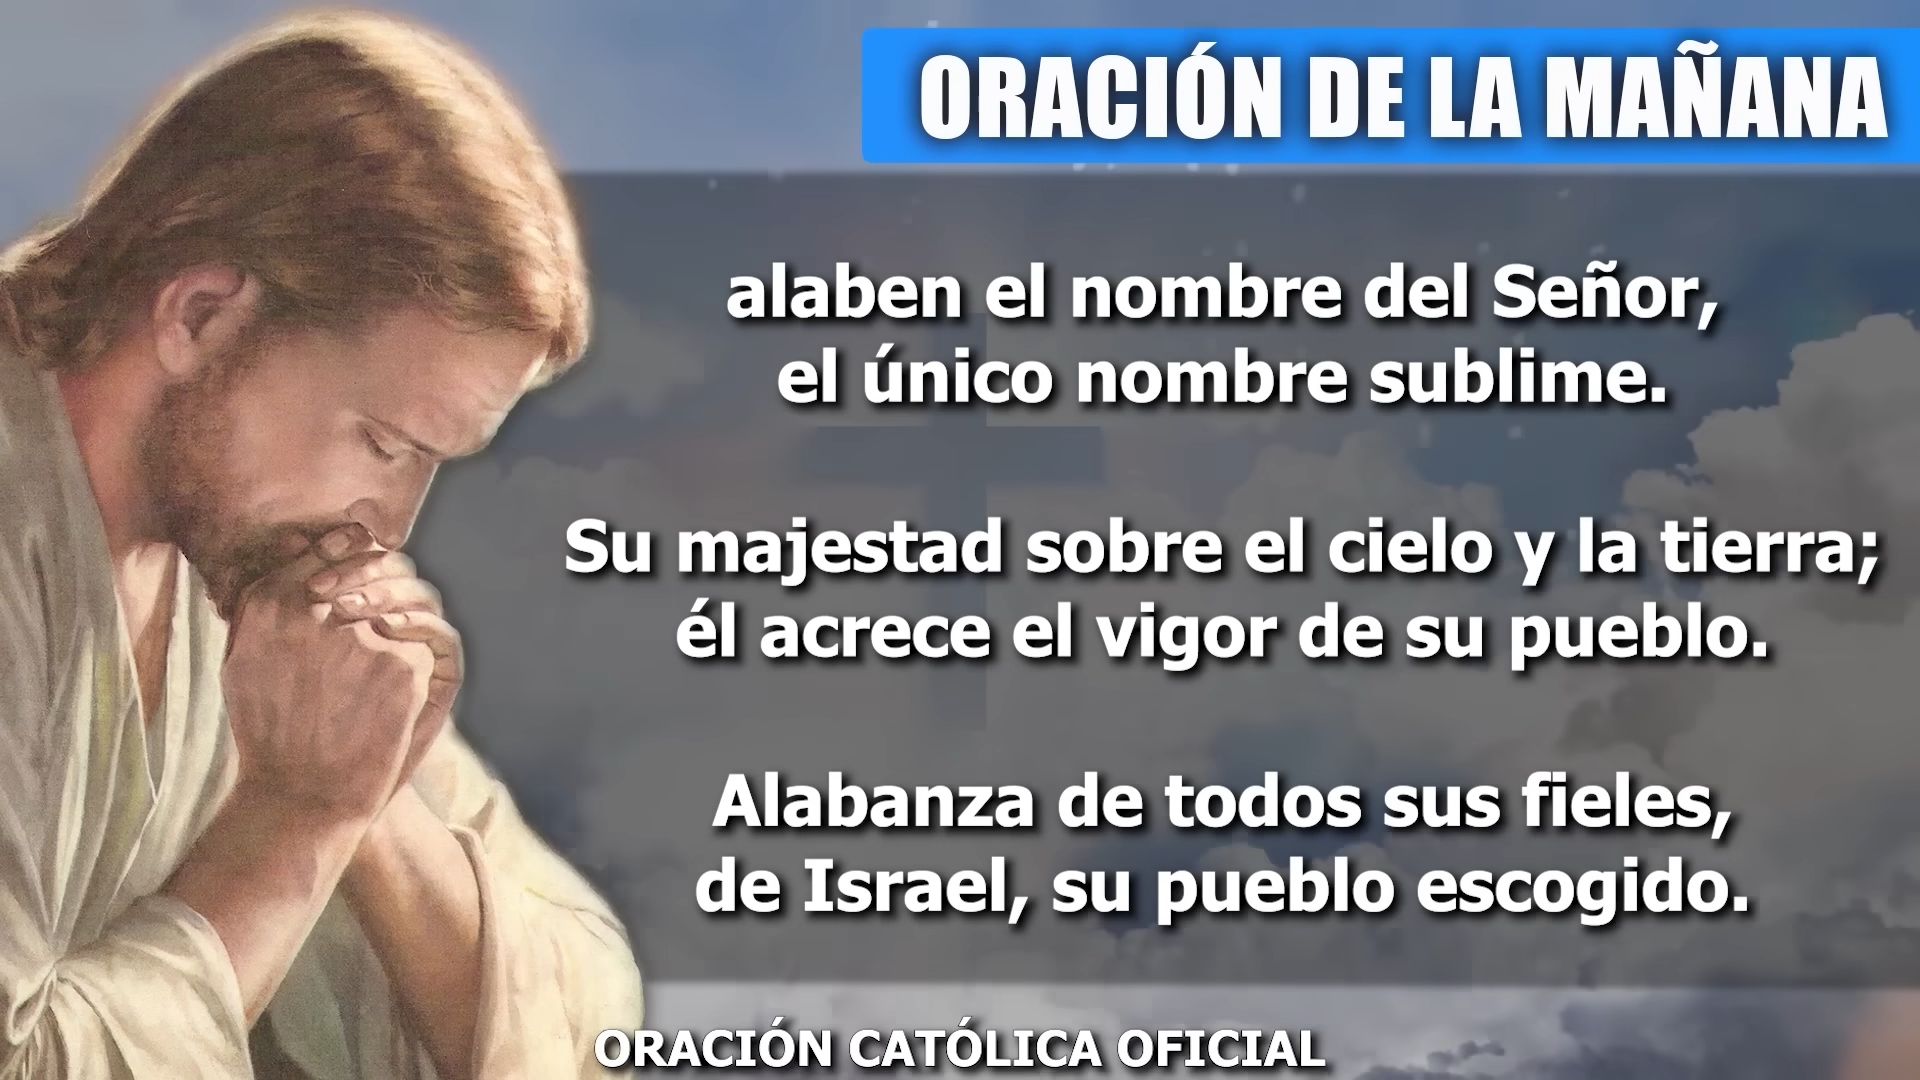 ORACIÓN DE LA MAÑANA
alaben el nombre del Señor,
el único nombre sublime.
Su majestad sobre el cielo y la tierra;
él acrece el vigor de su pueblo.
Alabanza de todos sus fieles,
de Israel, su pueblo escogido.
ORACIÓN CATÓLICA OFICIAL